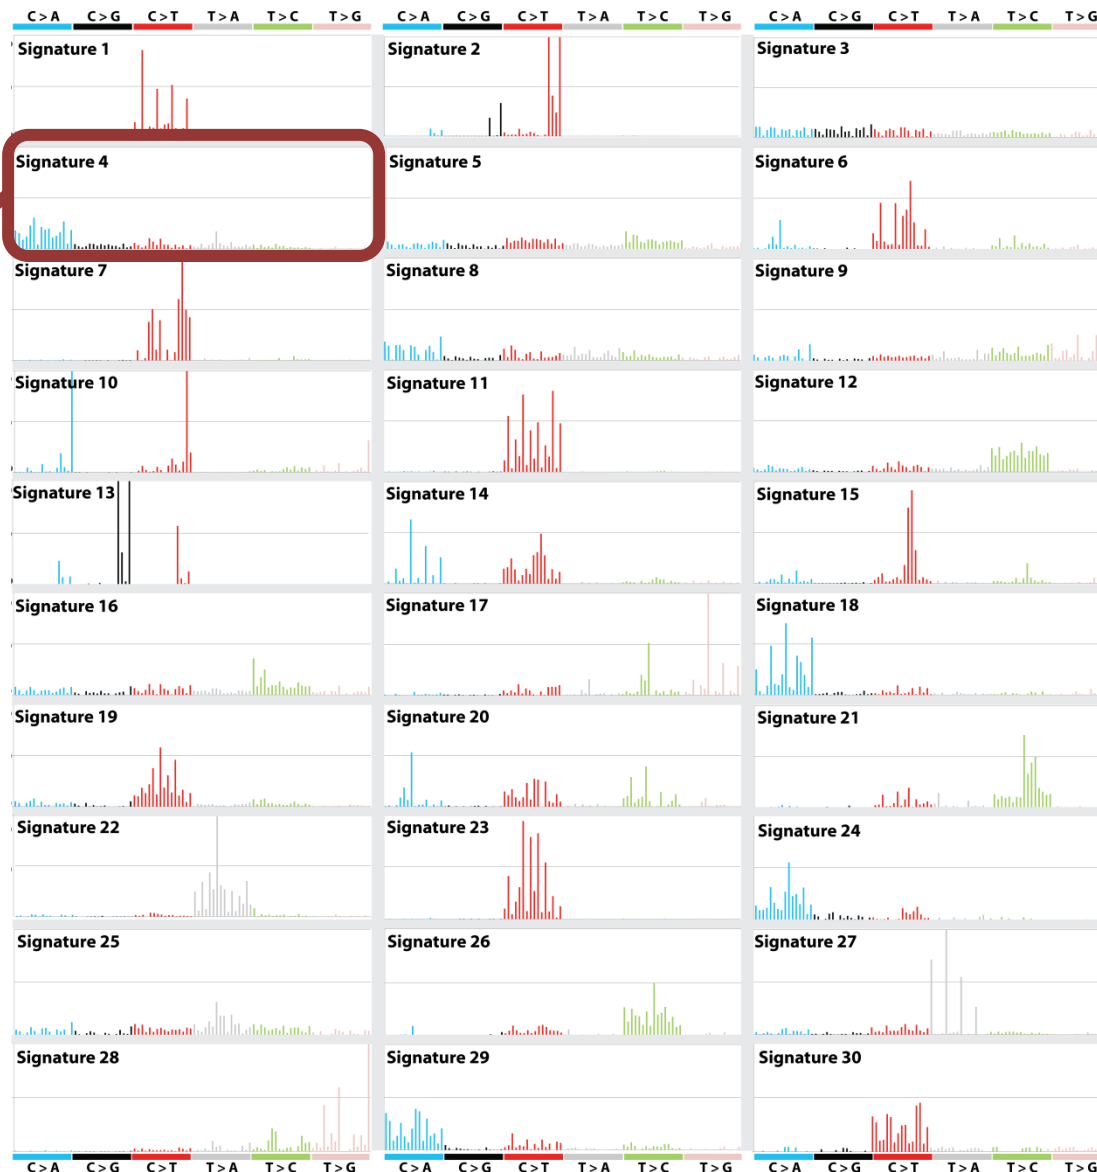 C > A C > G C > T T > A T > C T > G C > A C > G C > T T > A T > C T > G C > A C > G C > T T > A T > C T > G
Signature 1 Signature 2 Signature 3
Signature 4 Signature 5 Signature 6
Signature 7 Signature 8 Signature 9
Signature 10 Signature 11 Signature 12
Signature 13 Signature 14 Signature 15
Signature 16 Signature 17 Signature 18
Signature 19 Signature 20 Signature 21
Signature 22 Signature 23 Signature 24
Signature 25 Signature 26 Signature 27
Signature 28 Signature 29 Signature 30
C > A C > G C > T T > A T > C T > G C > A C > G C > T T > A T > C T > G C > A C > G C > T T > A T > C T > G